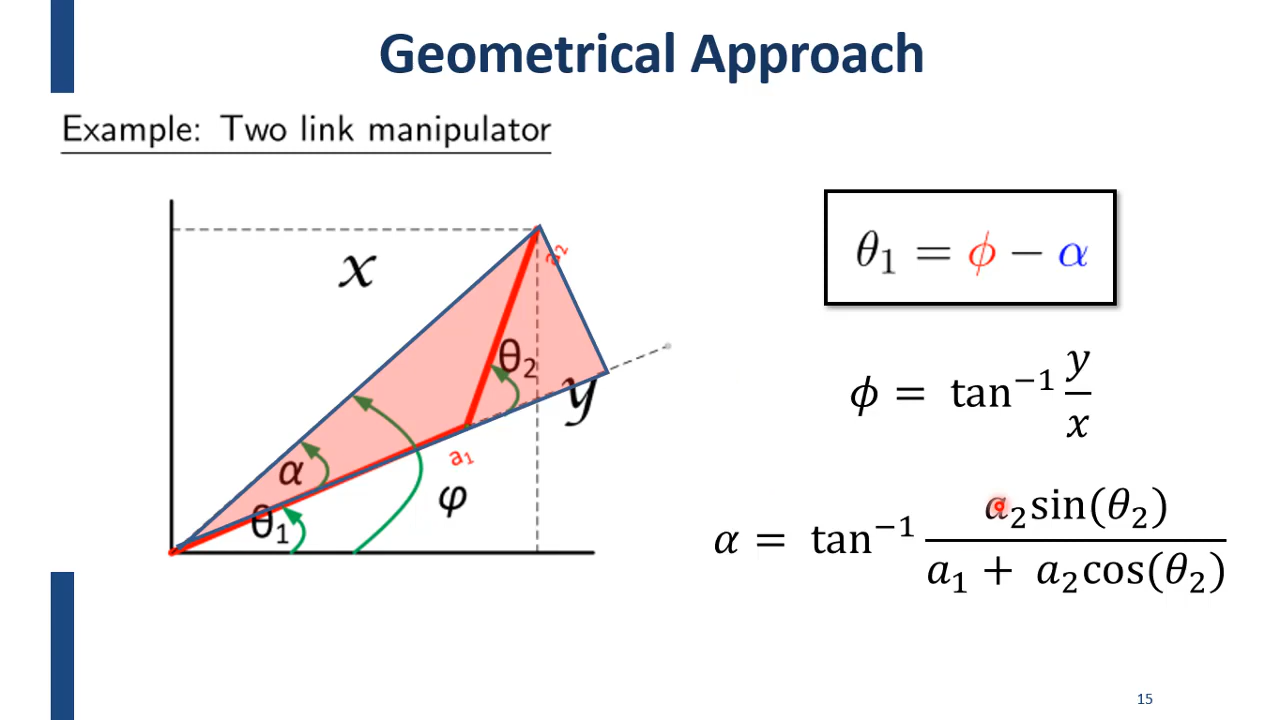 Geometrical Approach
Example: Two link manipulator
x
a₂
θ₂
y
a₁
α
φ
θ₁
θ₁ = ϕ − α
ϕ = tan⁻¹ y/x
α = tan⁻¹ a₂sin(θ₂)/a₁ + a₂cos(θ₂)
15